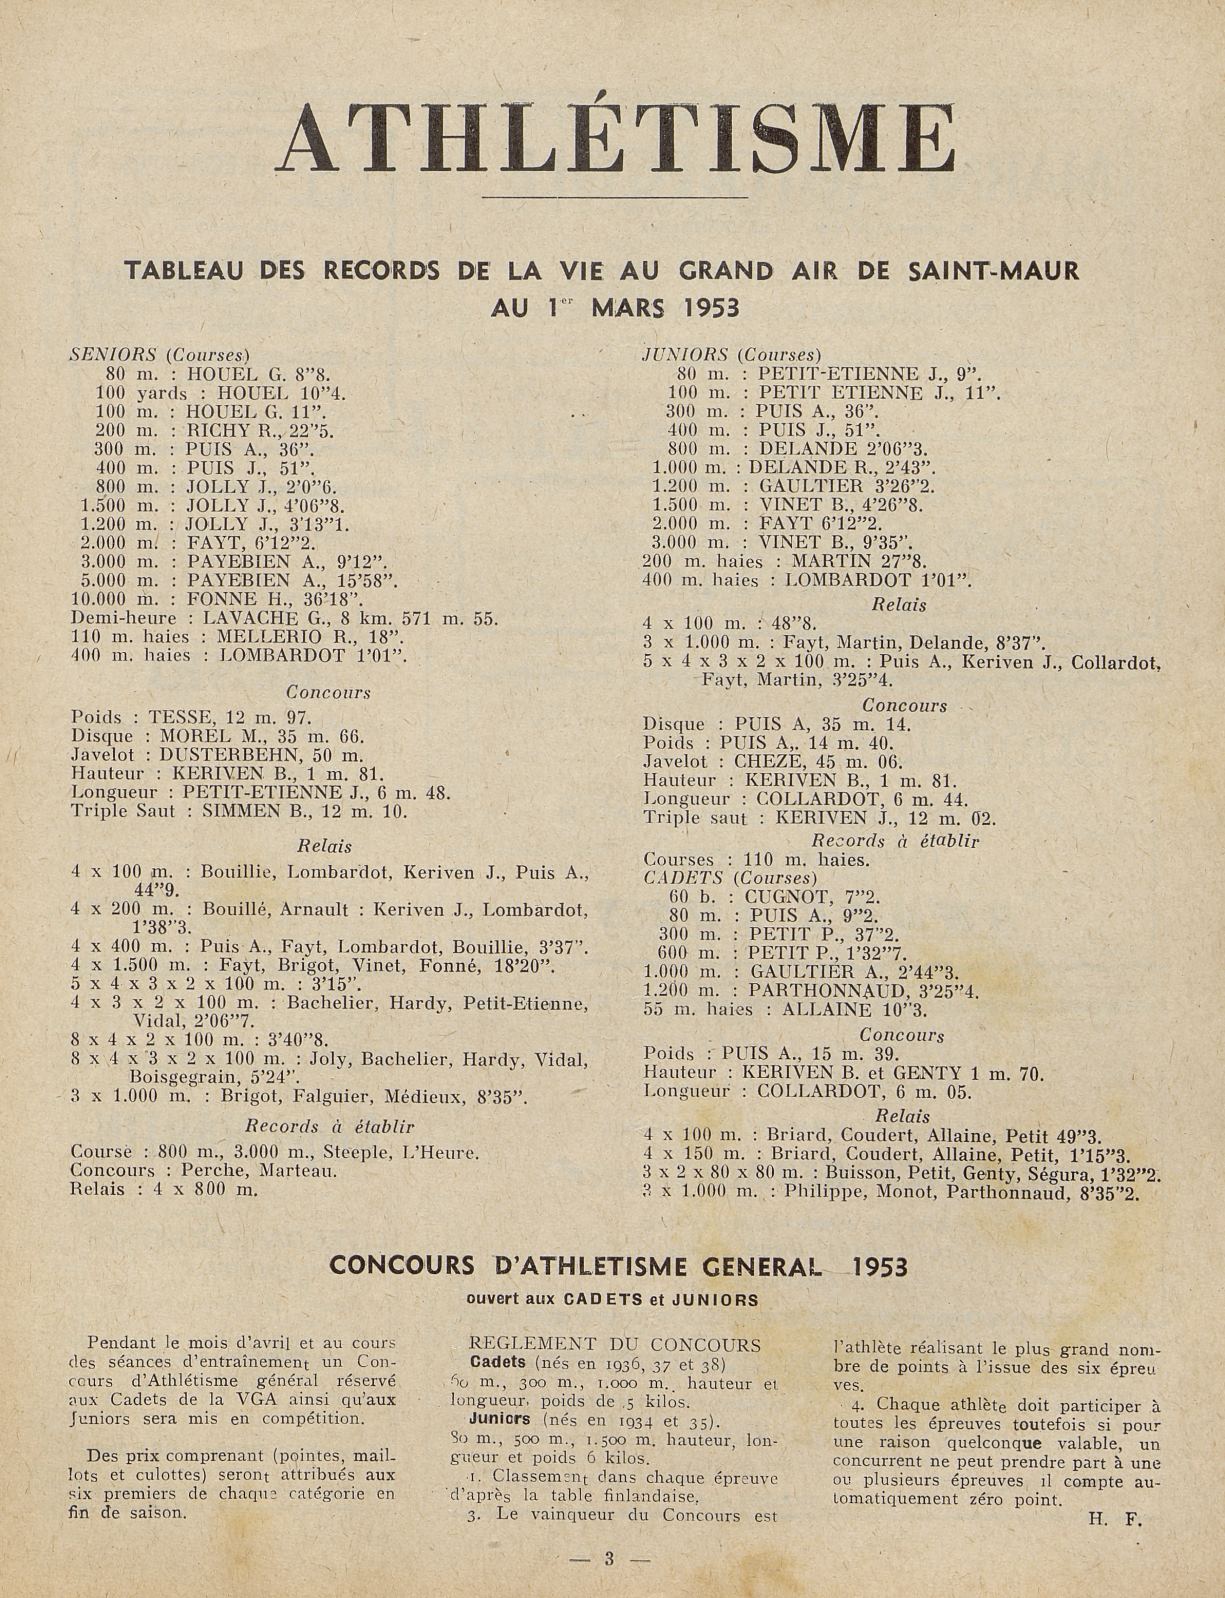 ATHLÉTISME
TABLEAU DES RECORDS DE LA VIE AU GRAND AIR DE SAINT-MAUR
AU 1er MARS 1953
SENIORS (Courses)
80 m. : HOUEL G. 8"8.
100 yards : HOUEL 10"4.
100 m. : HOUEL G. 11".
200 m. : RICHY R., 22"5.
300 m. : PUIS A., 36".
400 m. : PUIS J., 51".
800 m. : JOLLY J., 2'0"6.
1.500 m. : JOLLY J., 4'06"8.
1.200 m. : JOLLY J., 3'13"1.
2.000 m. : FAYT, 6'12"2.
3.000 m. : PAYEBIEN A., 9'12".
5.000 m. : PAYEBIEN A., 15'58".
10.000 m. : FONNE H., 36'18".
Demi-heure : LAVACHE G., 8 km. 571 m. 55.
110 m. haies : MELLERIO R., 18".
400 m. haies : LOMBARDOT 1'01".
Concours
Poids : TESSE, 12 m. 97.
Disque : MOREL M., 35 m. 66.
Javelot : DUSTERBEHN, 50 m.
Hauteur : KERIVEN B., 1 m. 81.
Longueur : PETIT-ETIENNE J., 6 m. 48.
Triple Saut : SIMMEN B., 12 m. 10.
Relais
4 x 100 m. : Bouillie, Lombardot, Keriven J., Puis A.,
44"9.
4 x 200 m. : Bouillé, Arnault : Keriven J., Lombardot,
1'38"3.
4 x 400 m. : Puis A., Fayt, Lombardot, Bouillie, 3'37".
4 x 1.500 m. : Fayt, Brigot, Vinet, Fonné, 18'20".
5 x 4 x 3 x 2 x 100 m. : 3'15".
4 x 3 x 2 x 100 m. : Bachelier, Hardy, Petit-Etienne,
Vidal, 2'06"7.
8 x 4 x 2 x 100 m. : 3'40"8.
8 x 4 x 3 x 2 x 100 m. : Joly, Bachelier, Hardy, Vidal,
Boisgegrain, 5'24".
3 x 1.000 m. : Brigot, Falguier, Médieux, 8'35".
Records à établir
Course : 800 m., 3.000 m., Steeple, L'Heure.
Concours : Perche, Marteau.
Relais : 4 x 800 m.
JUNIORS (Courses)
80 m. : PETIT-ETIENNE J., 9".
100 m. : PETIT ETIENNE J., 11".
300 m. : PUIS A., 36".
400 m. : PUIS J., 51".
800 m. : DELANDE 2'06"3.
1.000 m. : DELANDE R., 2'43".
1.200 m. : GAULTIER 3'26"2.
1.500 m. : VINET B., 4'26"8.
2.000 m. : FAYT 6'12"2.
3.000 m. : VINET B., 9'35".
200 m. haies : MARTIN 27"8.
400 m. haies : LOMBARDOT 1'01".
Relais
4 x 100 m. : 48"8.
3 x 1.000 m. : Fayt, Martin, Delande, 8'37".
5 x 4 x 3 x 2 x 100 m. : Puis A., Keriven J., Collardot,
Fayt, Martin, 3'25"4.
Concours
Disque : PUIS A, 35 m. 14.
Poids : PUIS A,. 14 m. 40.
Javelot : CHEZE, 45 m. 06.
Hauteur : KERIVEN B., 1 m. 81.
Longueur : COLLARDOT, 6 m. 44.
Triple saut : KERIVEN J., 12 m. 02.
Records à établir
Courses : 110 m. haies.
CADETS (Courses)
60 b. : CUGNOT, 7"2.
80 m. : PUIS A., 9"2.
300 m. : PETIT P., 37"2.
600 m. : PETIT P., 1'32"7.
1.000 m. : GAULTIER A., 2'44"3.
1.200 m. : PARTHONNAUD, 3'25"4.
55 m. haies : ALLAINE 10"3.
Concours
Poids : PUIS A., 15 m. 39.
Hauteur : KERIVEN B. et GENTY 1 m. 70.
Longueur : COLLARDOT, 6 m. 05.
Relais
4 x 100 m. : Briard, Coudert, Allaine, Petit 49"3.
4 x 150 m. : Briard, Coudert, Allaine, Petit, 1'15"3.
3 x 2 x 80 x 80 m. : Buisson, Petit, Genty, Ségura, 1'32"2.
3 x 1.000 m. : Philippe, Monot, Parthonnaud, 8'35"2.
CONCOURS D'ATHLETISME GENERAL 1953
ouvert aux CADETS et JUNIORS
Pendant le mois d'avril et au cours
des séances d'entraînement un Con-
cours d'Athlétisme général réservé
aux Cadets de la VGA ainsi qu'aux
Juniors sera mis en compétition.
Des prix comprenant (pointes, mail-
lots et culottes) seront attribués aux
six premiers de chaque catégorie en
fin de saison.
REGLEMENT DU CONCOURS
Cadets (nés en 1936, 37 et 38)
60 m., 300 m., 1.000 m., hauteur et
longueur, poids de 5 kilos.
Juniors (nés en 1934 et 35).
80 m., 500 m., 1.500 m. hauteur, lon-
gueur et poids 6 kilos.
1. Classement dans chaque épreuve
d'après la table finlandaise,
3. Le vainqueur du Concours est
l'athlète réalisant le plus grand nom-
bre de points à l'issue des six épreu
ves.
4. Chaque athlète doit participer à
toutes les épreuves toutefois si pour
une raison quelconque valable, un
concurrent ne peut prendre part à une
ou plusieurs épreuves il compte au-
tomatiquement zéro point.
H. F.
— 3 —